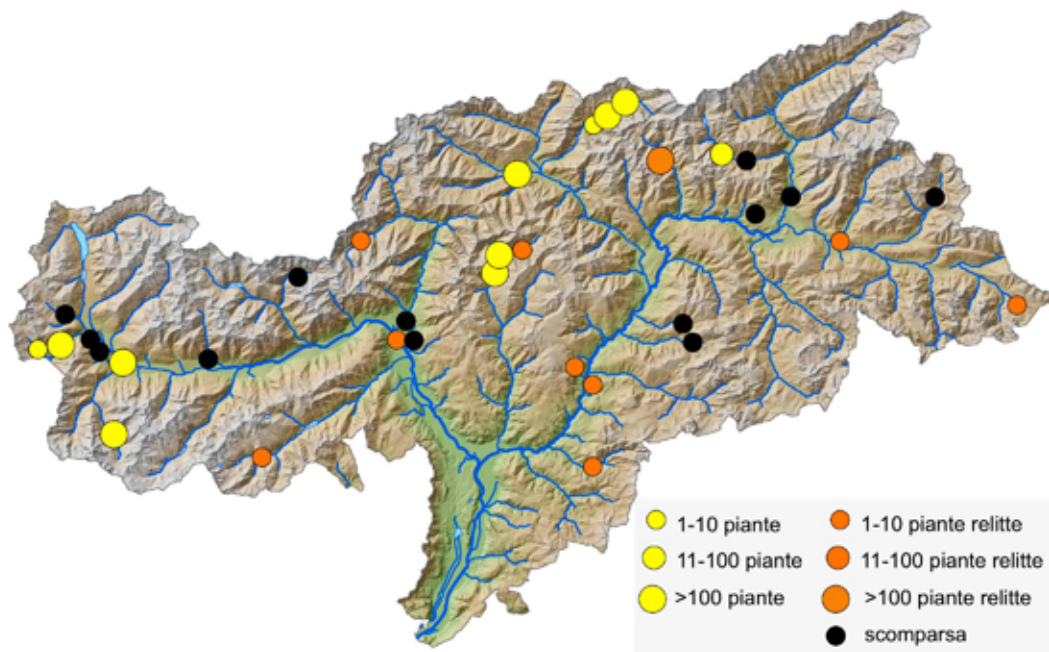 1-10 piante
11-100 piante
>100 piante
1-10 piante relitte
11-100 piante relitte
>100 piante relitte
scomparsa